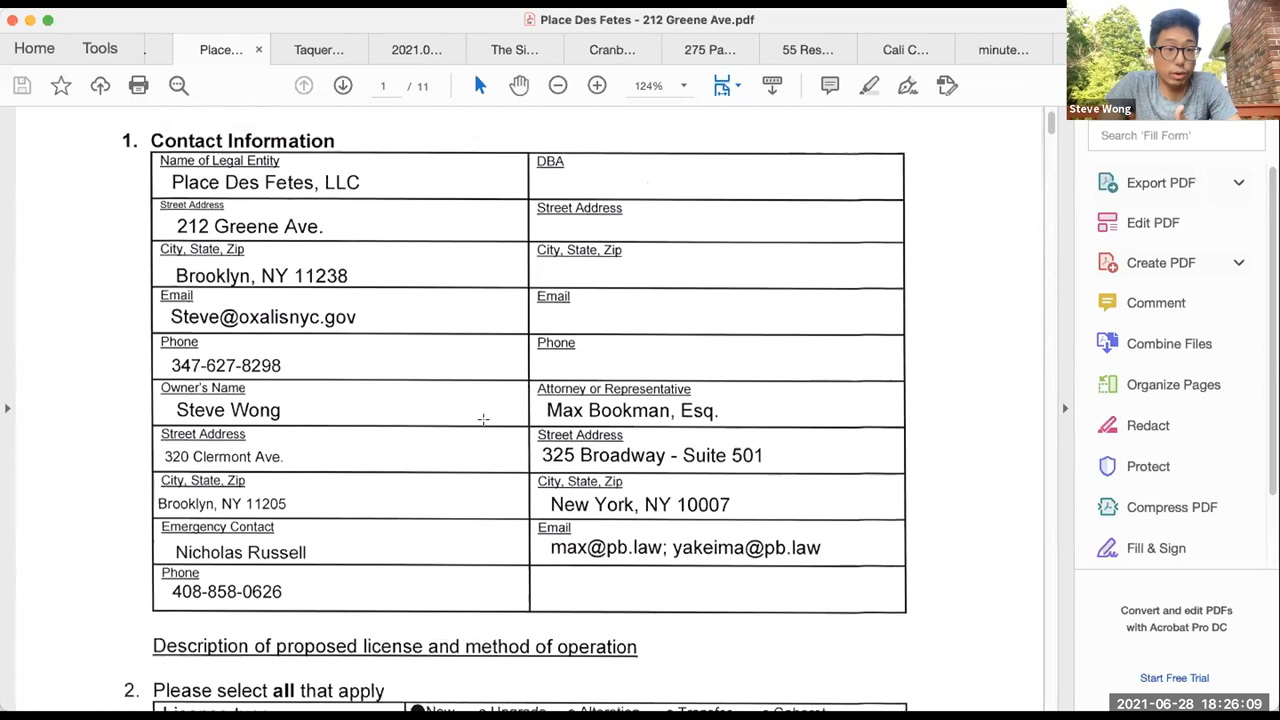 Place Des Fetes - 212 Greene Ave.pdf
Home Tools Place... × Taquer... 2021.0... The Si... Cranb... 275 Pa... 55 Res... Cali C... minute...
1 / 11 124%
Steve Wong
Search 'Fill Form'
Export PDF
Edit PDF
Create PDF
Comment
Combine Files
Organize Pages
Redact
Protect
Compress PDF
Fill & Sign
Convert and edit PDFs
with Acrobat Pro DC
Start Free Trial
1. Contact Information
Name of Legal Entity
Place Des Fetes, LLC
DBA
Street Address
212 Greene Ave.
Street Address
City, State, Zip
Brooklyn, NY 11238
City, State, Zip
Email
Steve@oxalisnyc.gov
Email
Phone
347-627-8298
Phone
Owner's Name
Steve Wong
Attorney or Representative
Max Bookman, Esq.
Street Address
320 Clermont Ave.
Street Address
325 Broadway - Suite 501
City, State, Zip
Brooklyn, NY 11205
City, State, Zip
New York, NY 10007
Emergency Contact
Nicholas Russell
Email
max@pb.law; yakeima@pb.law
Phone
408-858-0626
Description of proposed license and method of operation
2. Please select all that apply
2021-06-28 18:26:09